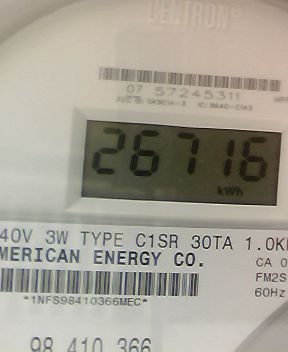 CENTRON®
07 57245311
26716
kWh
40V 3W TYPE C1SR 30TA 1.0K
MERICAN ENERGY CO.
CA 0
FM2S
60Hz
*1NFS98410366MEC*
98 410 366